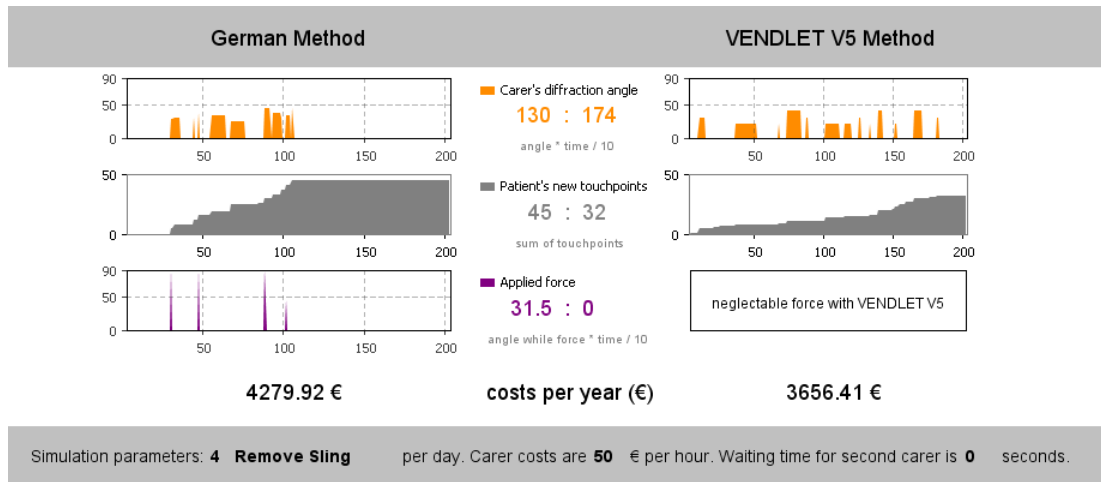 German Method VENDLET V5 Method
90
50
0
50 100 150 200
Carer's diffraction angle
130 : 174
angle * time / 10
90
50
0
50 100 150 200
50
0
50 100 150 200
Patient's new touchpoints
45 : 32
sum of touchpoints
50
0
50 100 150 200
90
50
0
50 100 150 200
Applied force
31.5 : 0
angle while force * time / 10
neglectable force with VENDLET V5
4279.92 € costs per year (€) 3656.41 €
Simulation parameters: 4 Remove Sling per day. Carer costs are 50 € per hour. Waiting time for second carer is 0 seconds.